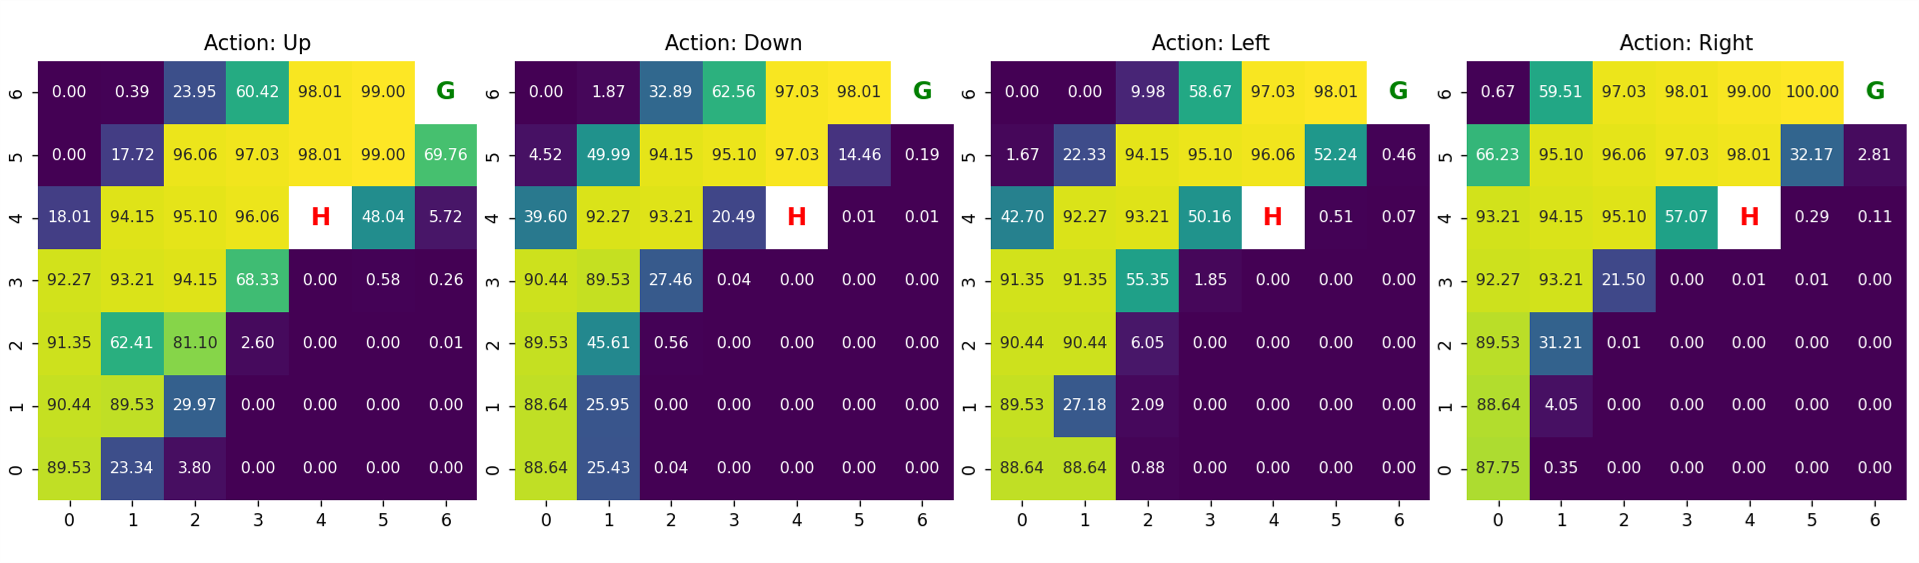 Action: Up Action: Down Action: Left Action: Right
6 0.00 0.39 23.95 60.42 98.01 99.00 G 6 0.00 1.87 32.89 62.56 97.03 98.01 G 6 0.00 0.00 9.98 58.67 97.03 98.01 G 6 0.67 59.51 97.03 98.01 99.00 100.00 G
5 0.00 17.72 96.06 97.03 98.01 99.00 69.76 5 4.52 49.99 94.15 95.10 97.03 14.46 0.19 5 1.67 22.33 94.15 95.10 96.06 52.24 0.46 5 66.23 95.10 96.06 97.03 98.01 32.17 2.81
4 18.01 94.15 95.10 96.06 H 48.04 5.72 4 39.60 92.27 93.21 20.49 H 0.01 0.01 4 42.70 92.27 93.21 50.16 H 0.51 0.07 4 93.21 94.15 95.10 57.07 H 0.29 0.11
3 92.27 93.21 94.15 68.33 0.00 0.58 0.26 3 90.44 89.53 27.46 0.04 0.00 0.00 0.00 3 91.35 91.35 55.35 1.85 0.00 0.00 0.00 3 92.27 93.21 21.50 0.00 0.01 0.01 0.00
2 91.35 62.41 81.10 2.60 0.00 0.00 0.01 2 89.53 45.61 0.56 0.00 0.00 0.00 0.00 2 90.44 90.44 6.05 0.00 0.00 0.00 0.00 2 89.53 31.21 0.01 0.00 0.00 0.00 0.00
1 90.44 89.53 29.97 0.00 0.00 0.00 0.00 1 88.64 25.95 0.00 0.00 0.00 0.00 0.00 1 89.53 27.18 2.09 0.00 0.00 0.00 0.00 1 88.64 4.05 0.00 0.00 0.00 0.00 0.00
0 89.53 23.34 3.80 0.00 0.00 0.00 0.00 0 88.64 25.43 0.04 0.00 0.00 0.00 0.00 0 88.64 88.64 0.88 0.00 0.00 0.00 0.00 0 87.75 0.35 0.00 0.00 0.00 0.00 0.00
0 1 2 3 4 5 6 0 1 2 3 4 5 6 0 1 2 3 4 5 6 0 1 2 3 4 5 6